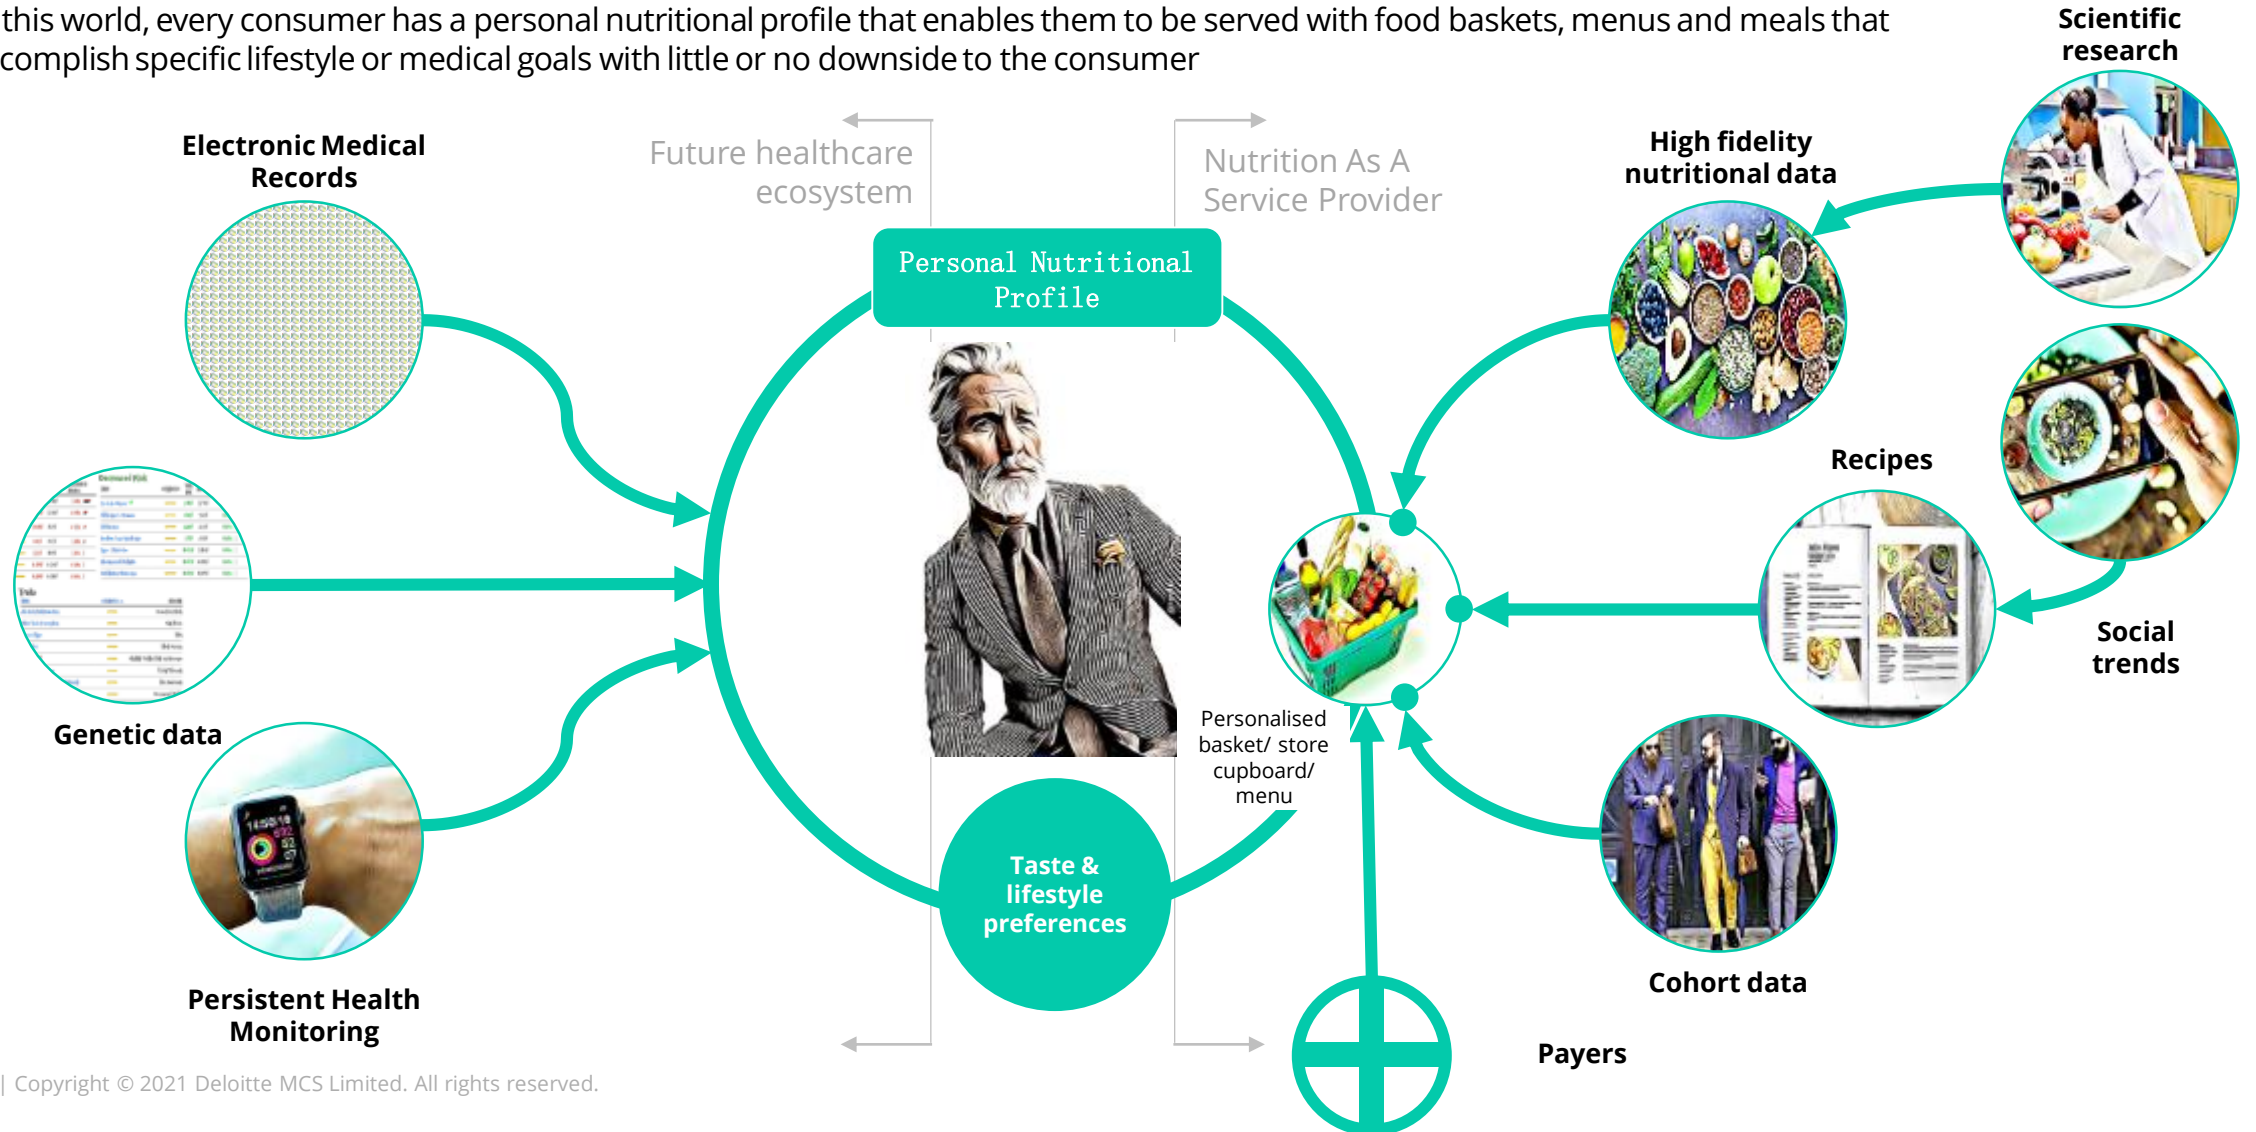 this world, every consumer has a personal nutritional profile that enables them to be served with food baskets, menus and meals that
complish specific lifestyle or medical goals with little or no downside to the consumer
Scientific
research
Electronic Medical
Records
Future healthcare
ecosystem
Nutrition As A
Service Provider
High fidelity
nutritional data
Personal Nutritional
Profile
Recipes
Social
trends
Genetic data
Personalised
basket/ store
cupboard/
menu
Taste &
lifestyle
preferences
Cohort data
Persistent Health
Monitoring
Payers
| Copyright © 2021 Deloitte MCS Limited. All rights reserved.